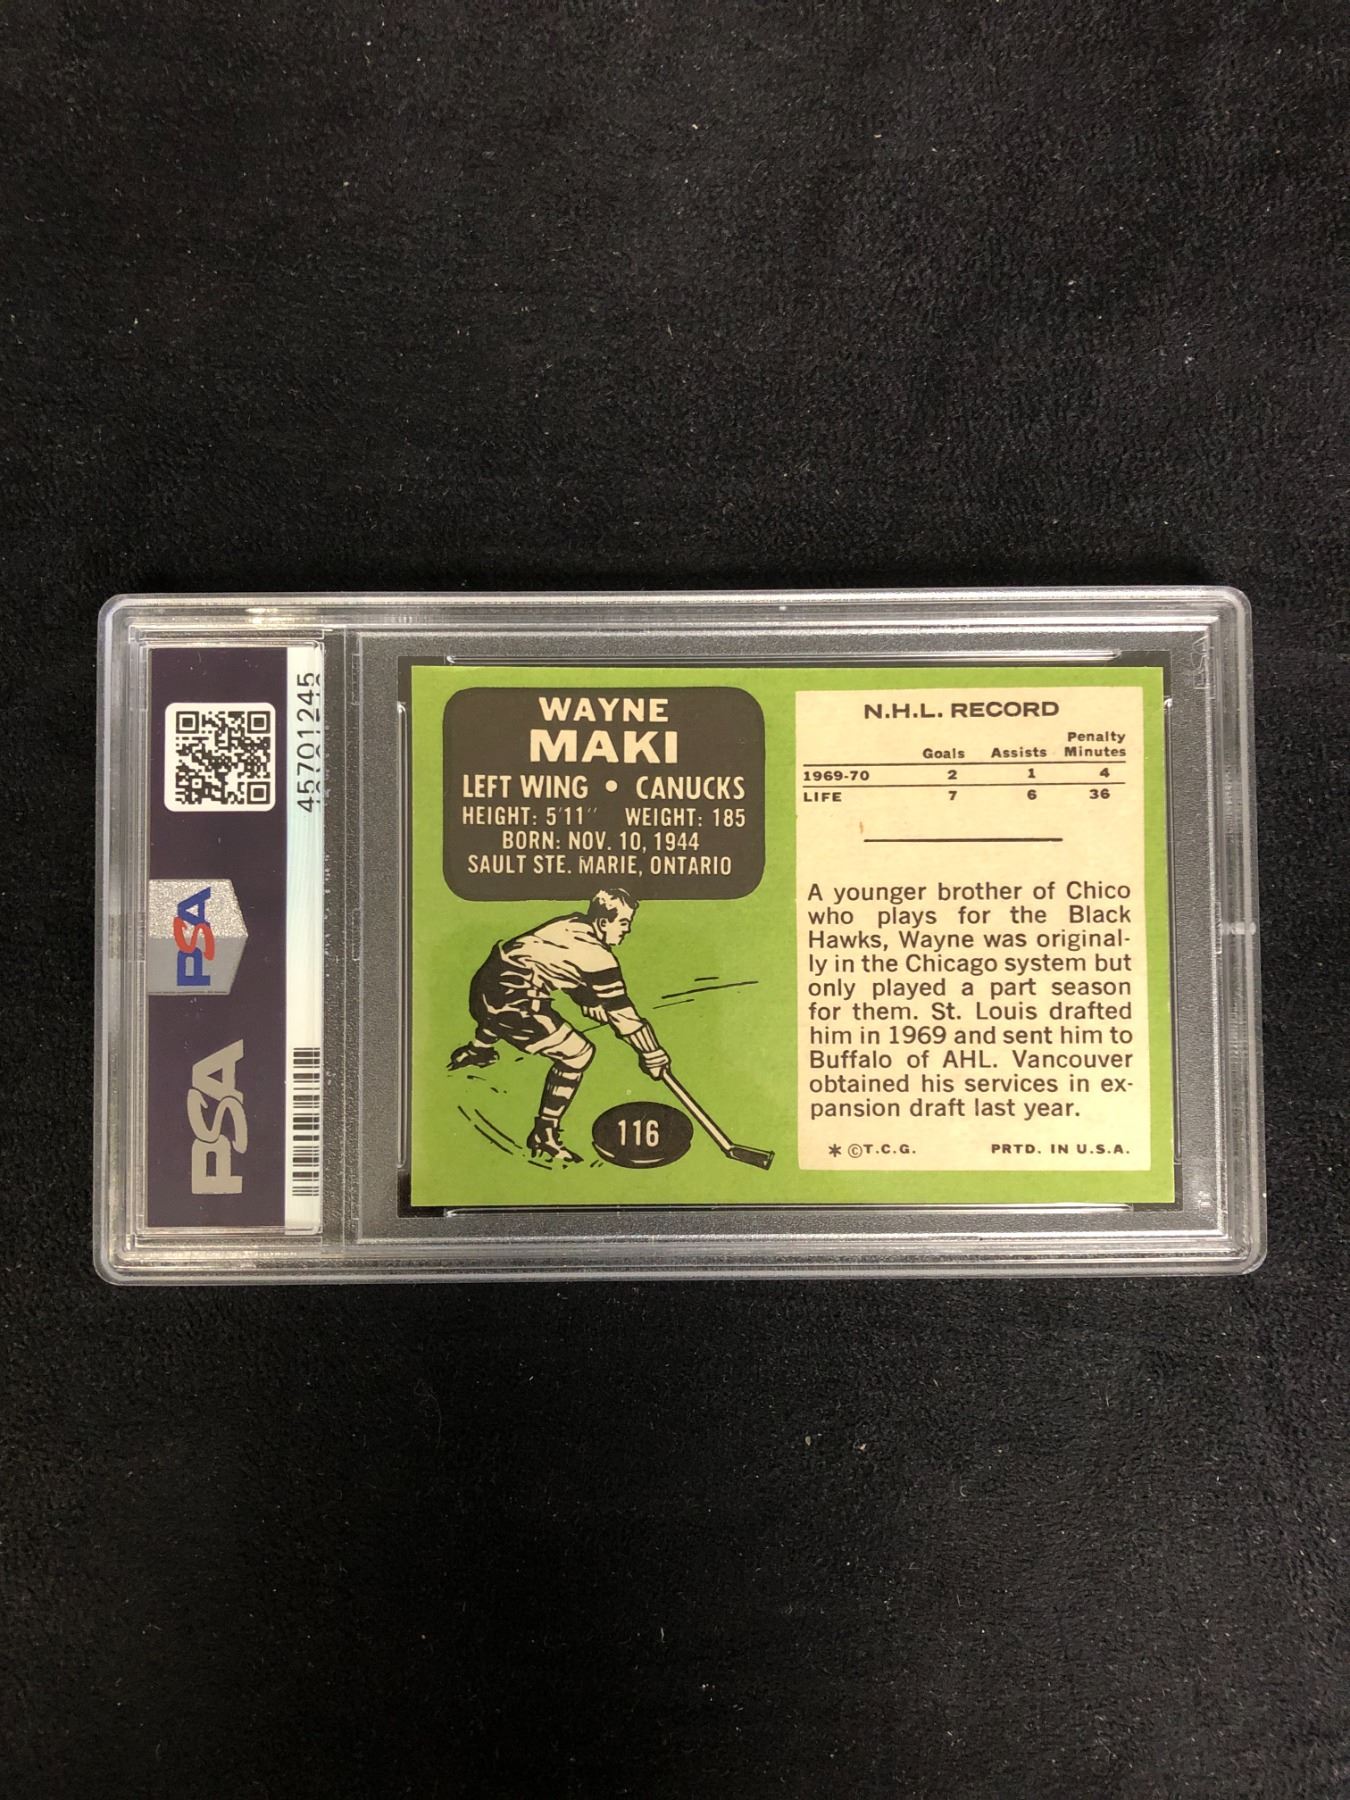 45701245
PSA
PSA
WAYNE
MAKI
LEFT WING • CANUCKS
HEIGHT: 5'11" WEIGHT: 185
BORN: NOV. 10, 1944
SAULT STE. MARIE, ONTARIO
116
N.H.L. RECORD
Goals Assists Penalty Minutes
1969-70 2 1 4
LIFE 7 6 36
A younger brother of Chico
who plays for the Black
Hawks, Wayne was original-
ly in the Chicago system but
only played a part season
for them. St. Louis drafted
him in 1969 and sent him to
Buffalo of AHL. Vancouver
obtained his services in ex-
pansion draft last year.
* ©T.C.G. PRTD. IN U.S.A.